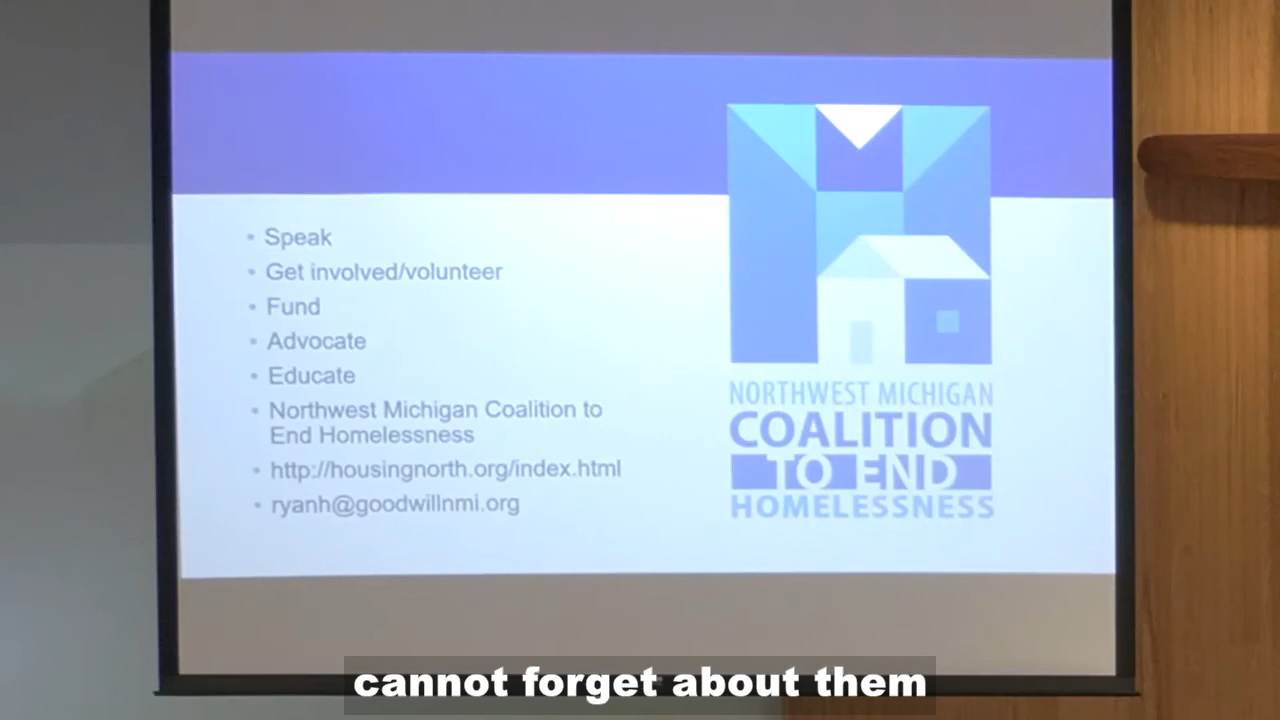 • Speak
• Get involved/volunteer
• Fund
• Advocate
• Educate
• Northwest Michigan Coalition to
End Homelessness
• http://housingnorth.org/index.html
• ryanh@goodwillnmi.org
NORTHWEST MICHIGAN
COALITION
TO END
HOMELESSNESS
cannot forget about them